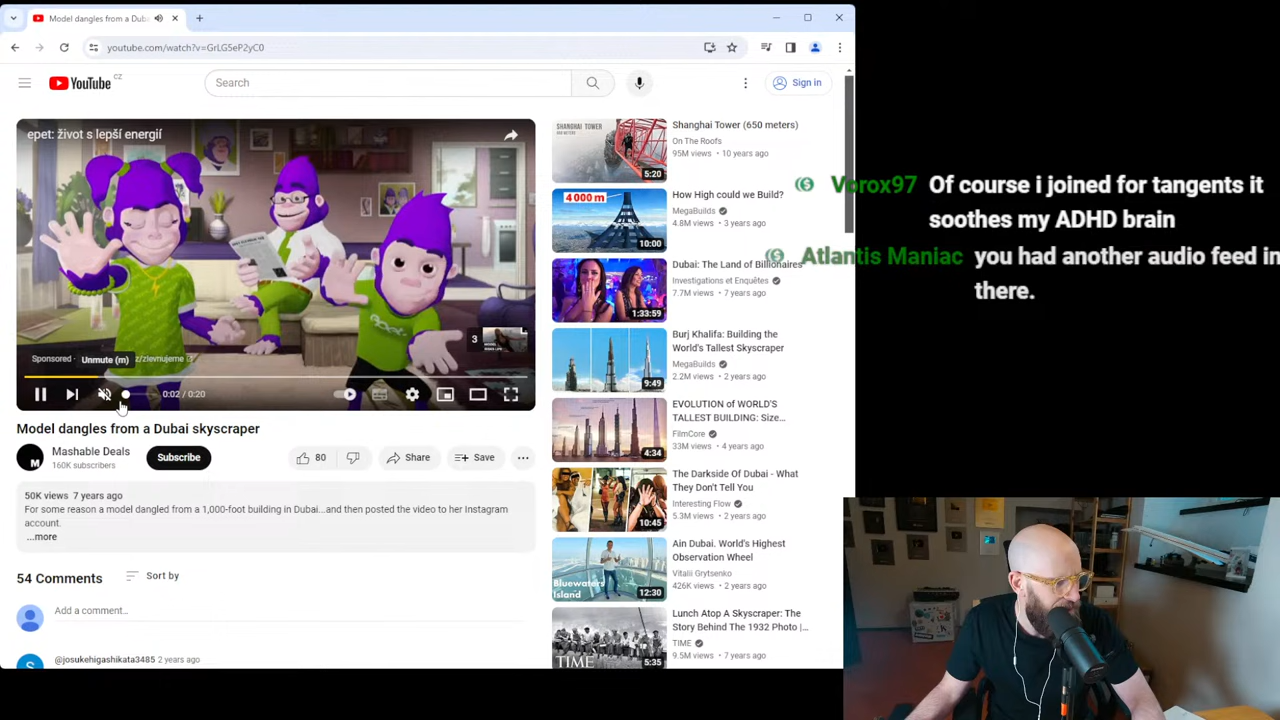 Model dangles from a Duba
youtube.com/watch?v=GrLG5eP2yC0
YouTube CZ
Search
Sign in
epet: život s lepší energií
GOOT.
3
Sponsored ·
z/zlevnujeme
Unmute (m)
0:02 / 0:20
Model dangles from a Dubai skyscraper
M
Mashable Deals
160K subscribers
Subscribe
80
Share
Save
50K views 7 years ago
For some reason a model dangled from a 1,000-foot building in Dubai...and then posted the video to her Instagram
account.
...more
54 Comments
Sort by
Add a comment...
S
@josukehigashikata3485 2 years ago
SHANGHAI TOWER
5:20
Shanghai Tower (650 meters)
On The Roofs
95M views • 10 years ago
4 000 m
10:00
How High could we Build?
MegaBuilds
4.8M views • 3 years ago
1:33:59
Dubai: The Land of Billionaires
Investigations et Enquêtes
7.7M views • 7 years ago
9:49
Burj Khalifa: Building the
World's Tallest Skyscraper
MegaBuilds
2.2M views • 2 years ago
4:34
EVOLUTION of WORLD'S
TALLEST BUILDING: Size...
FilmCore
33M views • 4 years ago
10:45
The Darkside Of Dubai - What
They Don't Tell You
Interesting Flow
5.3M views • 2 years ago
Bluewaters
Island
12:30
Ain Dubai. World's Highest
Observation Wheel
Vitalii Grytsenko
426K views • 2 years ago
TIME
5:35
Lunch Atop A Skyscraper: The
Story Behind The 1932 Photo |...
TIME
9.5M views • 7 years ago
Vorox97 Of course i joined for tangents it
soothes my ADHD brain
Atlantis Maniac you had another audio feed in
there.